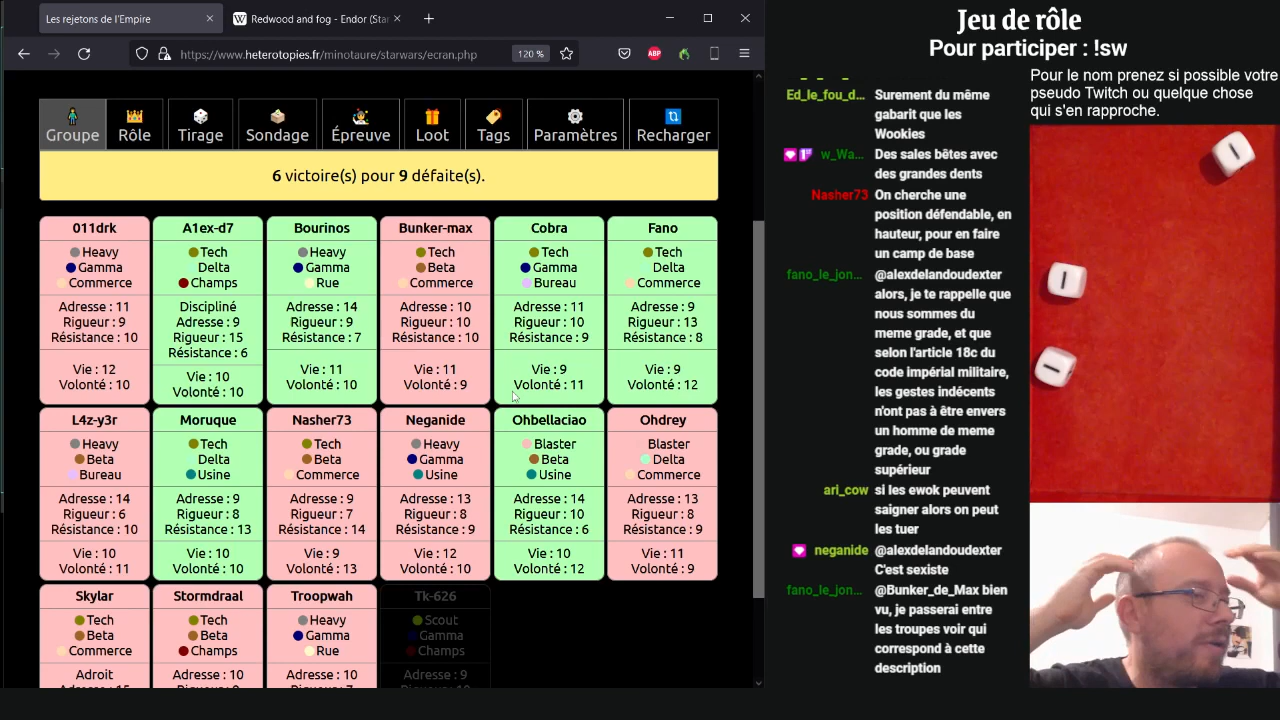 Les rejetons de l'Empire
Redwood and fog - Endor (Star
https://www.heterotopies.fr/minotaure/starwars/ecran.php
120 %
ABP
Groupe
Rôle
Tirage
Sondage
Épreuve
Loot
Tags
Paramètres
Recharger
6 victoire(s) pour 9 défaite(s).
011drk
Heavy
Gamma
Commerce
Adresse : 11
Rigueur : 9
Résistance : 10
Vie : 12
Volonté : 10
A1ex-d7
Tech
Delta
Champs
Discipliné
Adresse : 9
Rigueur : 15
Résistance : 6
Vie : 10
Volonté : 10
Bourinos
Heavy
Gamma
Rue
Adresse : 14
Rigueur : 9
Résistance : 7
Vie : 11
Volonté : 10
Bunker-max
Tech
Beta
Commerce
Adresse : 10
Rigueur : 10
Résistance : 10
Vie : 11
Volonté : 9
Cobra
Tech
Gamma
Bureau
Adresse : 11
Rigueur : 10
Résistance : 9
Vie : 9
Volonté : 11
Fano
Tech
Delta
Commerce
Adresse : 9
Rigueur : 13
Résistance : 8
Vie : 9
Volonté : 12
L4z-y3r
Heavy
Beta
Bureau
Adresse : 14
Rigueur : 6
Résistance : 10
Vie : 10
Volonté : 11
Moruque
Tech
Delta
Usine
Adresse : 9
Rigueur : 8
Résistance : 13
Vie : 10
Volonté : 10
Nasher73
Tech
Beta
Commerce
Adresse : 9
Rigueur : 7
Résistance : 14
Vie : 9
Volonté : 13
Neganide
Heavy
Gamma
Usine
Adresse : 13
Rigueur : 8
Résistance : 9
Vie : 12
Volonté : 10
Ohbellaciao
Blaster
Beta
Usine
Adresse : 14
Rigueur : 10
Résistance : 6
Vie : 10
Volonté : 12
Ohdrey
Blaster
Delta
Commerce
Adresse : 13
Rigueur : 8
Résistance : 9
Vie : 11
Volonté : 9
Skylar
Tech
Beta
Commerce
Adroit
Stormdraal
Tech
Beta
Champs
Adresse : 10
Troopwah
Heavy
Gamma
Rue
Adresse : 10
Tk-626
Scout
Gamma
Champs
Adresse : 9
Jeu de rôle
Pour participer : !sw
Ed_le_fou_d... Surement du même
gabarit que les
Wookies
w_Wa... Des sales bêtes avec
des grandes dents
Nasher73 On cherche une
position défendable, en
hauteur, pour en faire
un camp de base
fano_le_jon... @alexdelandoudexter
alors, je te rappelle que
nous sommes du
meme grade, et que
selon l'article 18c du
code impérial militaire,
les gestes indécents
n'ont pas à être envers
un homme de meme
grade, ou grade
supérieur
ari_cow si les ewok peuvent
saigner alors on peut
les tuer
neganide @alexdelandoudexter
C'est sexiste
fano_le_jon... @Bunker_de_Max bien
vu, je passerai entre
les troupes voir qui
correspond à cette
description
Pour le nom prenez si possible votre
pseudo Twitch ou quelque chose
qui s'en rapproche.